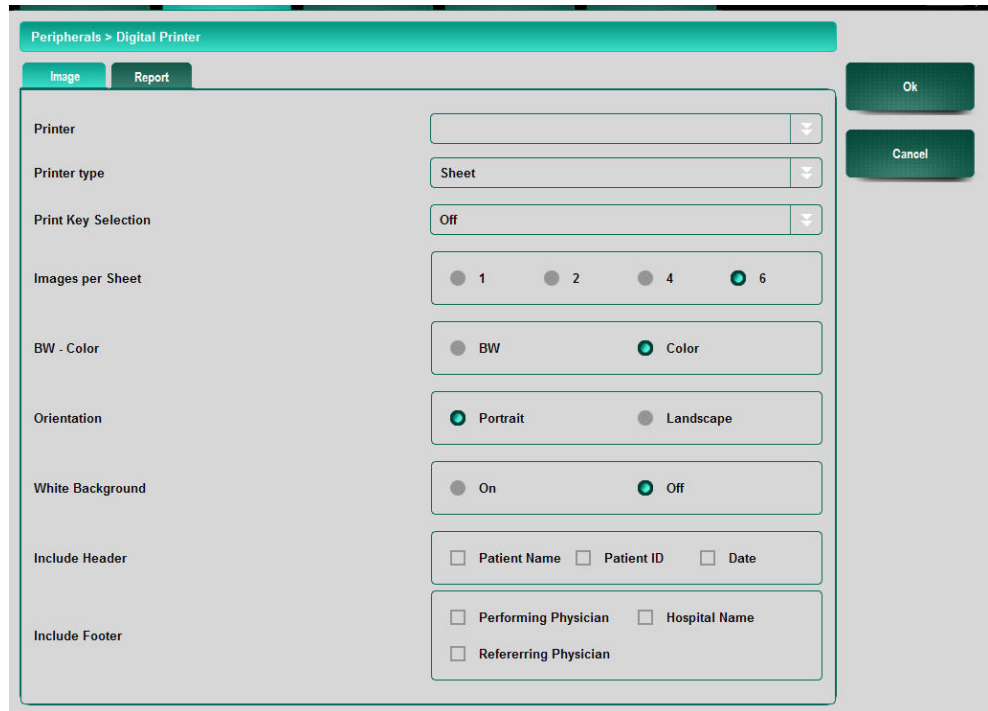 Peripherals > Digital Printer
Image Report
Ok
Printer
Cancel
Printer type Sheet
Print Key Selection Off
Images per Sheet 1 2 4 6
BW - Color BW Color
Orientation Portrait Landscape
White Background On Off
Include Header Patient Name Patient ID Date
Performing Physician Hospital Name
Include Footer
Refererring Physician